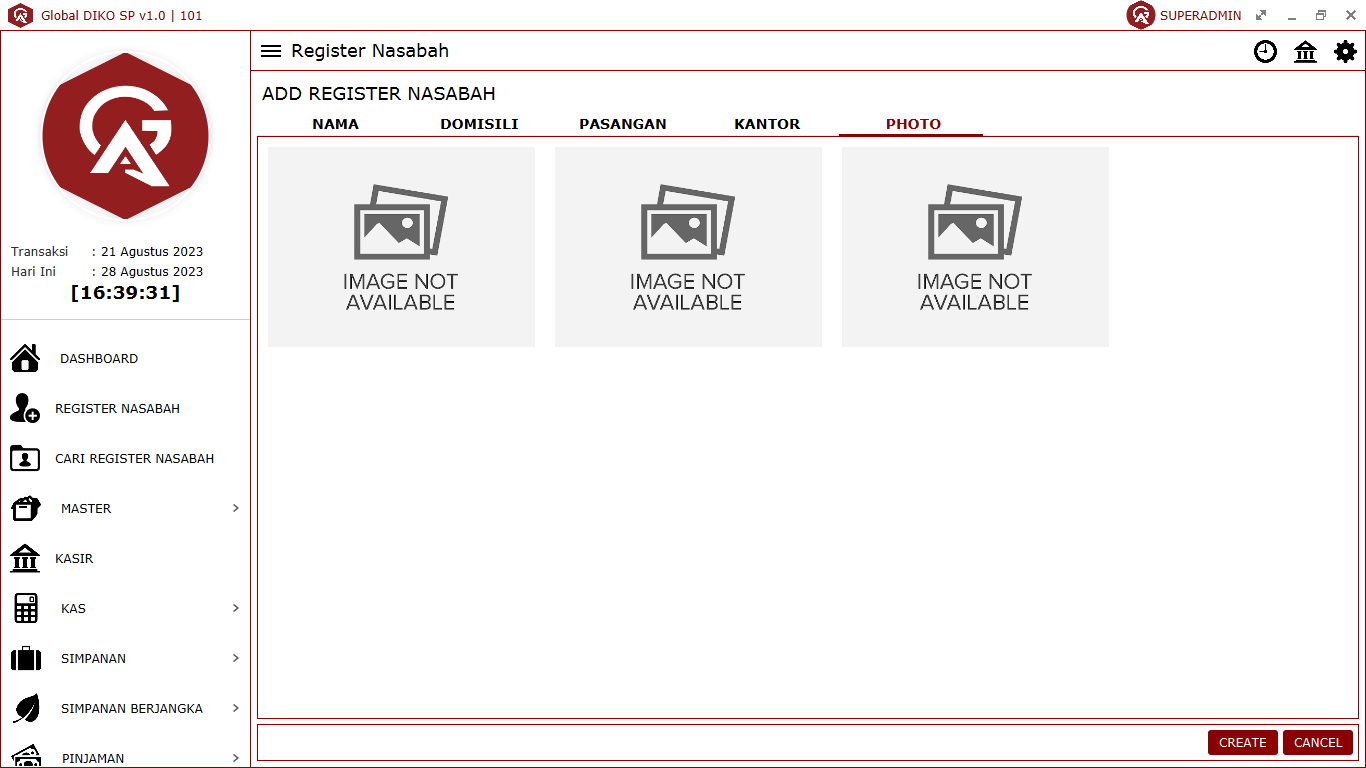 Global DIKO SP v1.0 | 101
SUPERADMIN
Transaksi : 21 Agustus 2023
Hari Ini : 28 Agustus 2023
[16:39:31]
DASHBOARD
REGISTER NASABAH
CARI REGISTER NASABAH
MASTER
KASIR
KAS
SIMPANAN
SIMPANAN BERJANGKA
PINJAMAN
Register Nasabah
ADD REGISTER NASABAH
NAMA DOMISILI PASANGAN KANTOR PHOTO
IMAGE NOT
AVAILABLE
IMAGE NOT
AVAILABLE
IMAGE NOT
AVAILABLE
CREATE CANCEL